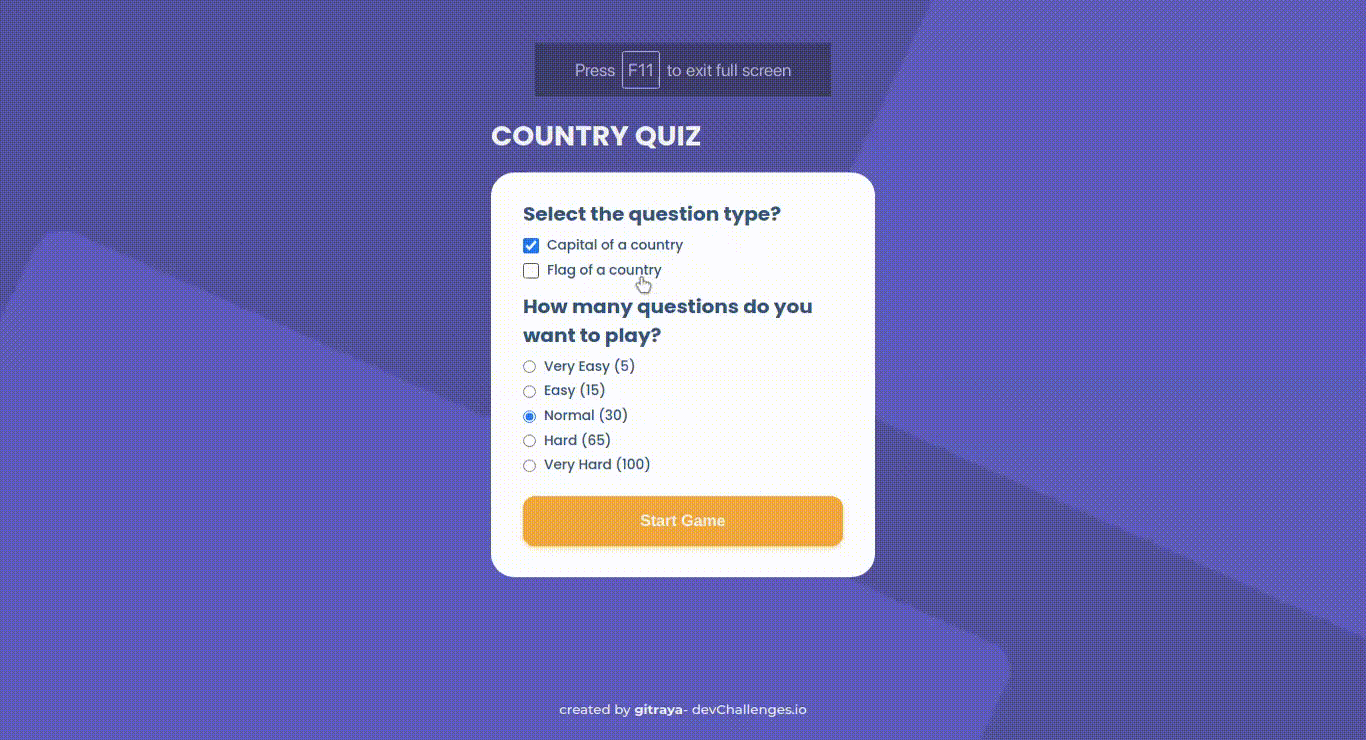 Press F11 to exit full screen
COUNTRY QUIZ
Select the question type?
Capital of a country
Flag of a country
How many questions do you
want to play?
Very Easy (5)
Easy (15)
Normal (30)
Hard (65)
Very Hard (100)
Start Game
created by gitraya- devChallenges.io